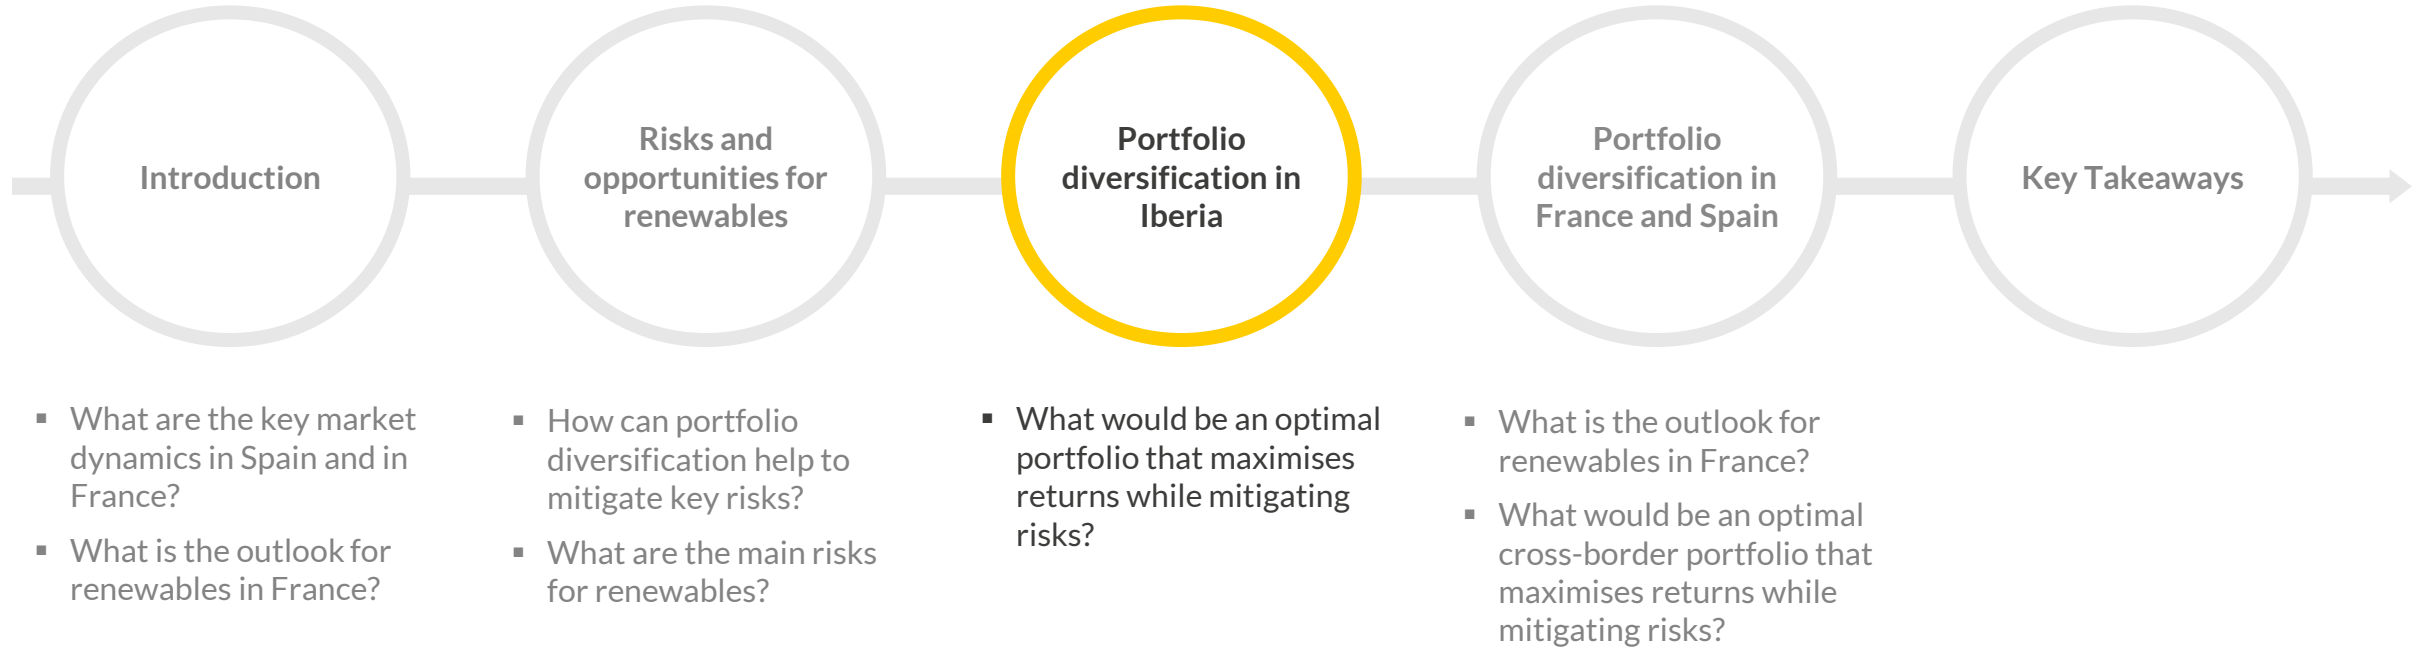 Introduction
Risks and
opportunities for
renewables
Portfolio
diversification in
Iberia
Portfolio
diversification in
France and Spain
Key Takeaways
▪ What are the key market
dynamics in Spain and in
France?
▪ What is the outlook for
renewables in France?
▪ How can portfolio
diversification help to
mitigate key risks?
▪ What are the main risks
for renewables?
▪ What would be an optimal
portfolio that maximises
returns while mitigating
risks?
▪ What is the outlook for
renewables in France?
▪ What would be an optimal
cross-border portfolio that
maximises returns while
mitigating risks?